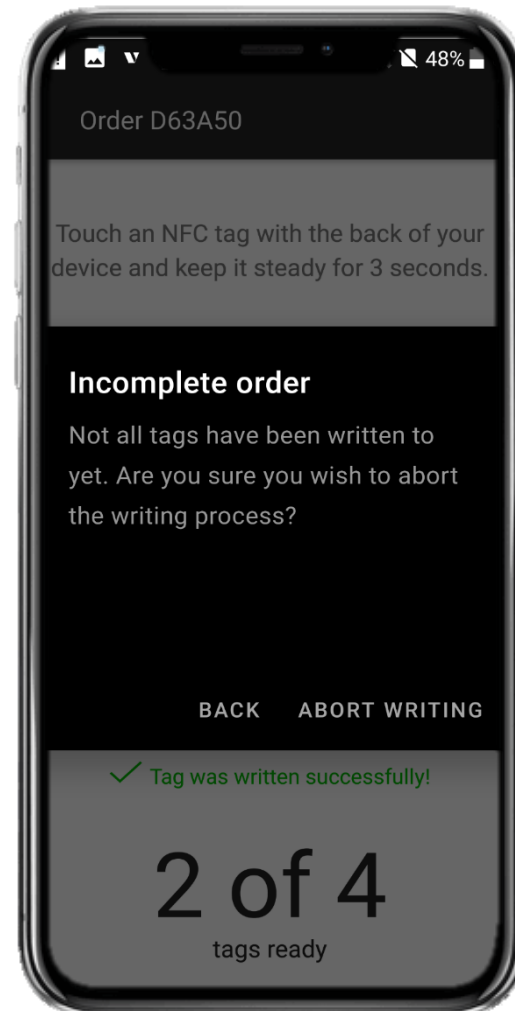 48%
Order D63A50
Touch an NFC tag with the back of your
device and keep it steady for 3 seconds.
Incomplete order
Not all tags have been written to
yet. Are you sure you wish to abort
the writing process?
BACK ABORT WRITING
Tag was written successfully!
2 of 4
tags ready